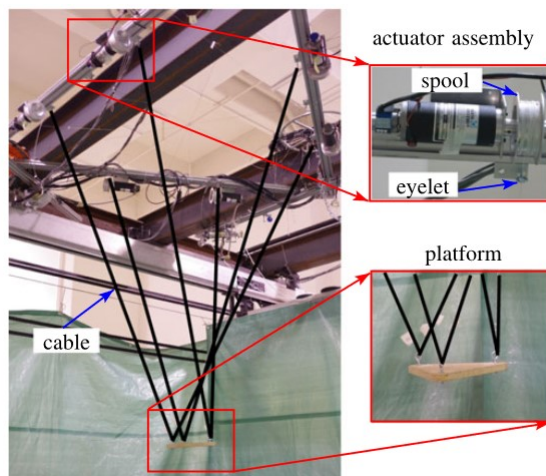 actuator assembly
spool
eyelet
platform
cable